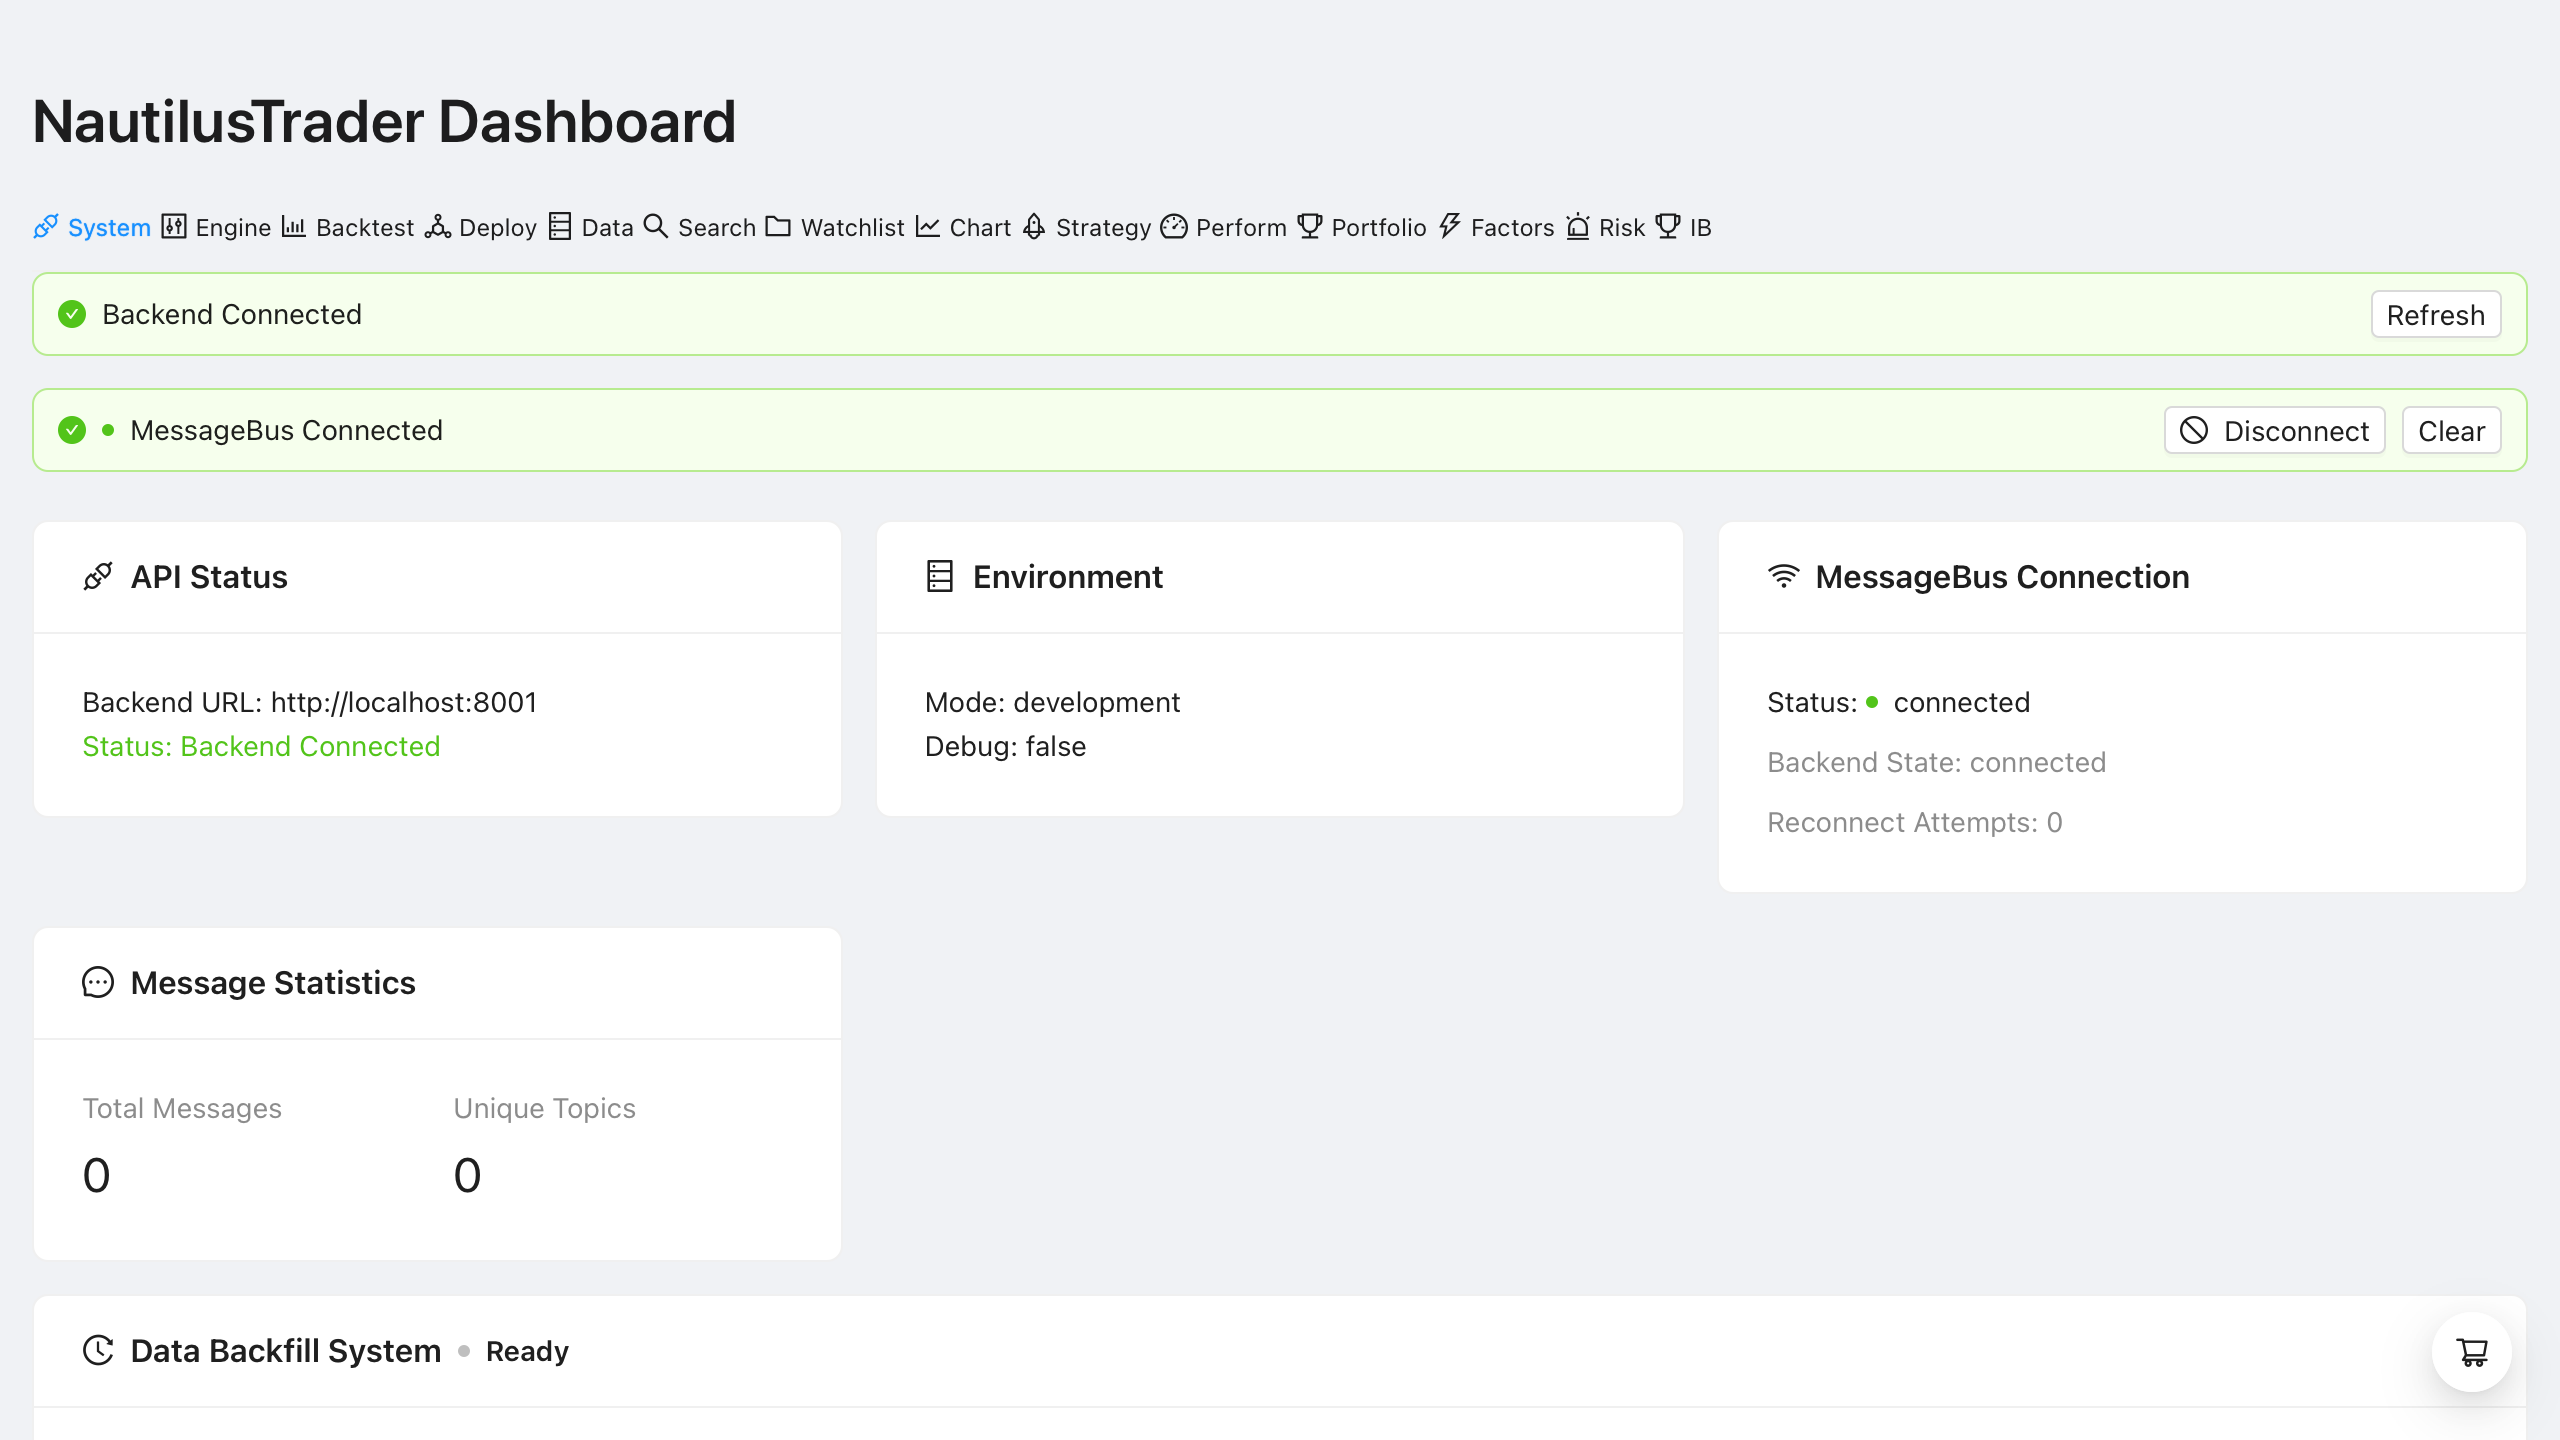 NautilusTrader Dashboard
System Engine Backtest Deploy Data Search Watchlist Chart Strategy Perform Portfolio Factors Risk IB
Backend Connected Refresh
MessageBus Connected Disconnect Clear
API Status
Backend URL: http://localhost:8001
Status: Backend Connected
Environment
Mode: development
Debug: false
MessageBus Connection
Status: connected
Backend State: connected
Reconnect Attempts: 0
Message Statistics
Total Messages Unique Topics
0 0
Data Backfill System Ready